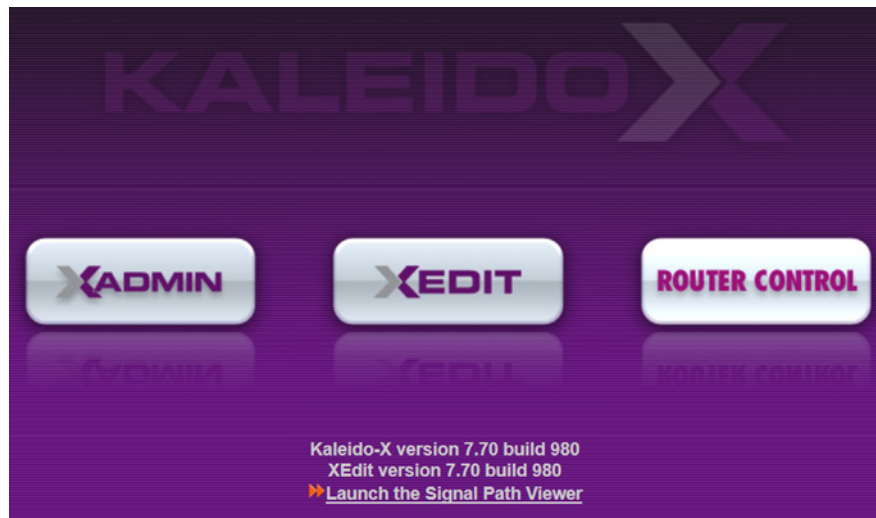 KALEIDOX
XADMIN
XEDIT
ROUTER CONTROL
Kaleido-X version 7.70 build 980
XEdit version 7.70 build 980
Launch the Signal Path Viewer